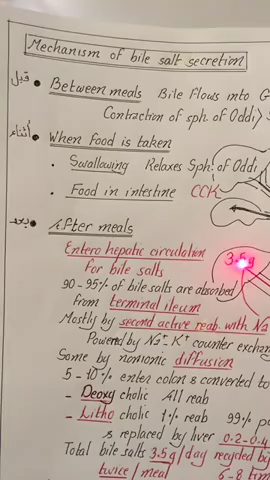 Mechanism of bile salt secretion
قبل • Between meals Bile Flows into G
Contraction of sph. of Oddi >
أثناء • When Food is taken
• Swallowing Relaxes Sph. of Oddi
• Food in intestine CCK
بعد • After meals
Entero hepatic circulation
for bile salts
3.5g
90-95% of bile salts are absorbed
from terminal ileum
Mostly by second active reab. with Na
Powered by Na⁺-K⁺ counter exchan
Some by nonionic diffusion
5-10% enter colon & converted to
- Deoxy cholic All reab
- Litho cholic 1% reab 99%
is replaced by liver 0.2-0.4
Total bile salts 3.5g/day recycled by
twice/meal 6-8 tim